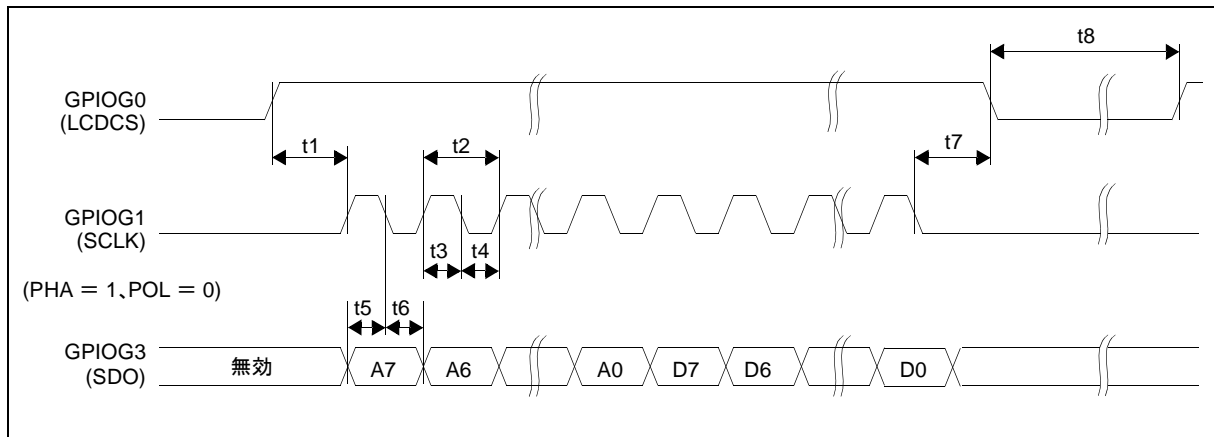 t8
GPIOG0
(LCDCS)
t1
t2
t7
GPIOG1
(SCLK)
t3
t4
(PHA = 1、POL = 0)
t5
t6
GPIOG3
(SDO)
無効
A7
A6
A0
D7
D6
D0